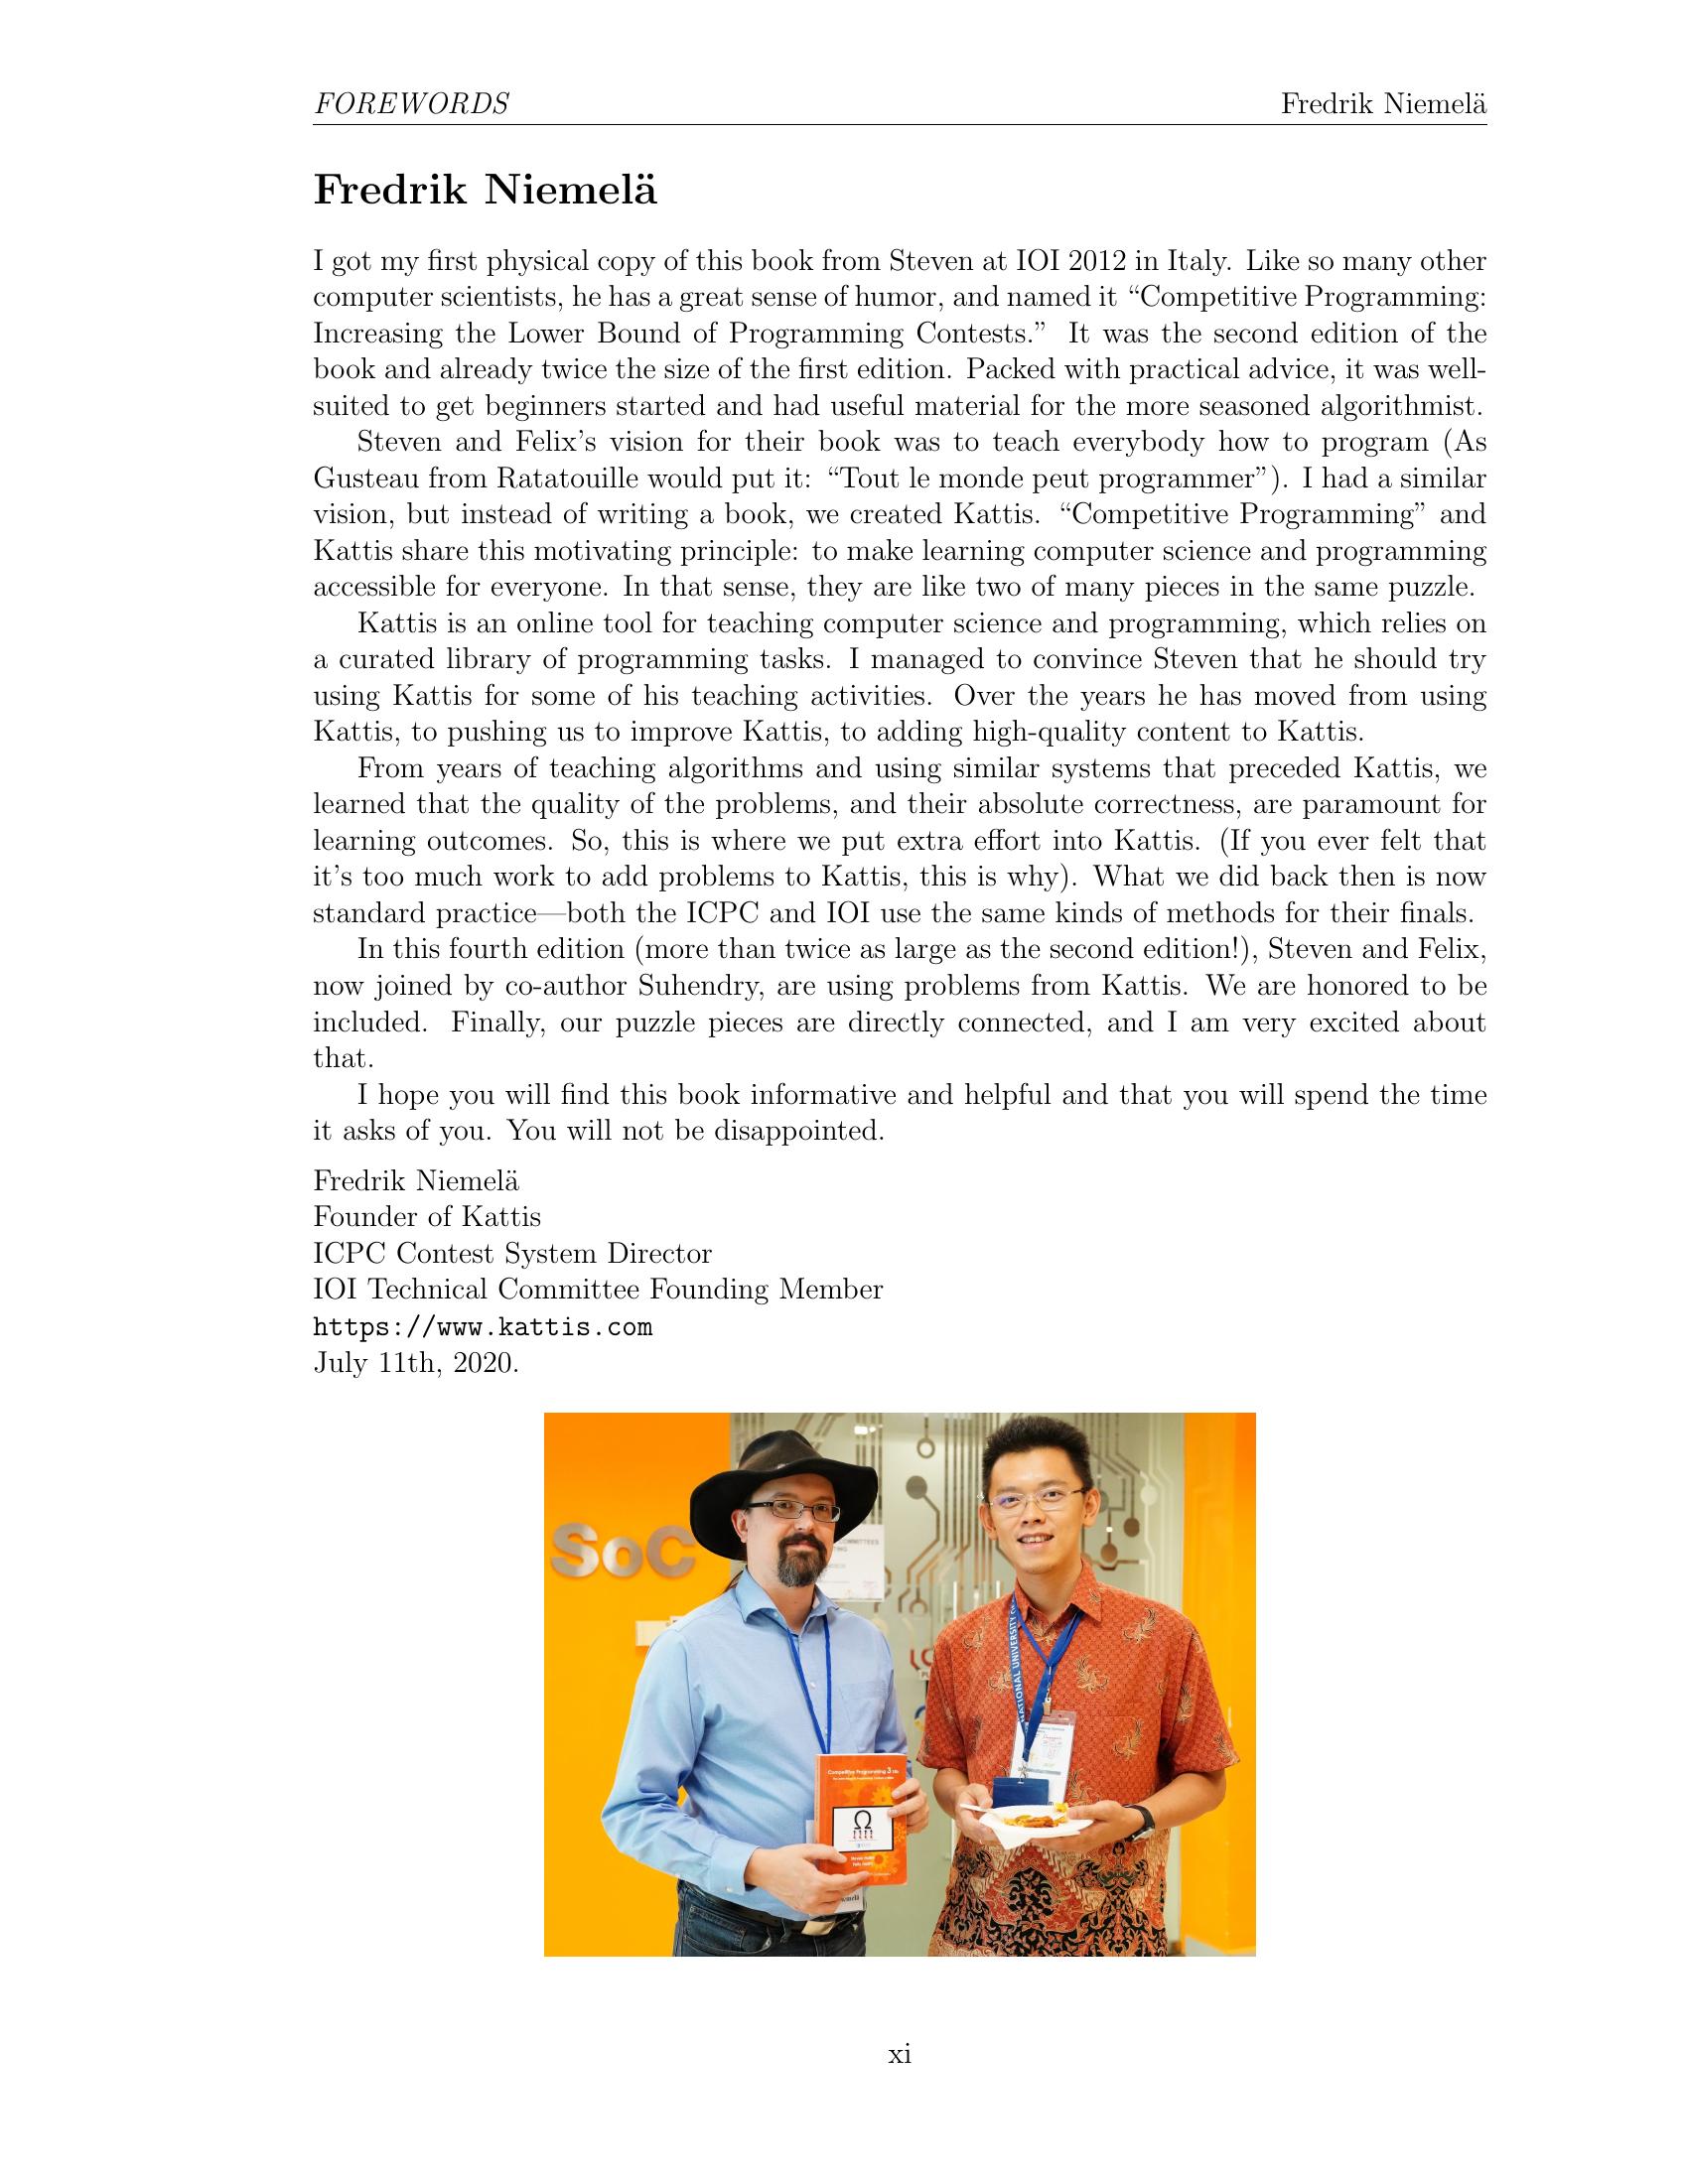 FOREWORDS Fredrik Niemelä
Fredrik Niemelä
I got my first physical copy of this book from Steven at IOI 2012 in Italy. Like so many other
computer scientists, he has a great sense of humor, and named it “Competitive Programming:
Increasing the Lower Bound of Programming Contests.” It was the second edition of the
book and already twice the size of the first edition. Packed with practical advice, it was well-
suited to get beginners started and had useful material for the more seasoned algorithmist.
Steven and Felix’s vision for their book was to teach everybody how to program (As
Gusteau from Ratatouille would put it: “Tout le monde peut programmer”). I had a similar
vision, but instead of writing a book, we created Kattis. “Competitive Programming” and
Kattis share this motivating principle: to make learning computer science and programming
accessible for everyone. In that sense, they are like two of many pieces in the same puzzle.
Kattis is an online tool for teaching computer science and programming, which relies on
a curated library of programming tasks. I managed to convince Steven that he should try
using Kattis for some of his teaching activities. Over the years he has moved from using
Kattis, to pushing us to improve Kattis, to adding high-quality content to Kattis.
From years of teaching algorithms and using similar systems that preceded Kattis, we
learned that the quality of the problems, and their absolute correctness, are paramount for
learning outcomes. So, this is where we put extra effort into Kattis. (If you ever felt that
it’s too much work to add problems to Kattis, this is why). What we did back then is now
standard practice—both the ICPC and IOI use the same kinds of methods for their finals.
In this fourth edition (more than twice as large as the second edition!), Steven and Felix,
now joined by co-author Suhendry, are using problems from Kattis. We are honored to be
included. Finally, our puzzle pieces are directly connected, and I am very excited about
that.
I hope you will find this book informative and helpful and that you will spend the time
it asks of you. You will not be disappointed.
Fredrik Niemelä
Founder of Kattis
ICPC Contest System Director
IOI Technical Committee Founding Member
https://www.kattis.com
July 11th, 2020.
SoC
NATIONAL UNIVERSITY
Competitive Programming 3
xi